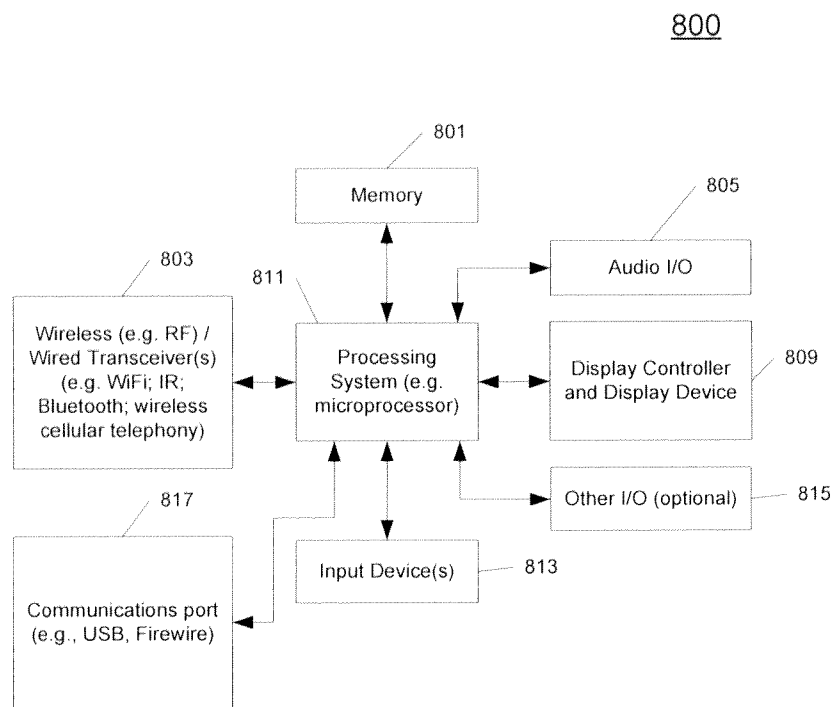 800
801
Memory
805
Audio I/O
803
Wireless (e.g. RF) /
Wired Transceiver(s)
(e.g. WiFi; IR;
Bluetooth; wireless
cellular telephony)
811
Processing
System (e.g.
microprocessor)
Display Controller
and Display Device
809
817
Communications port
(e.g., USB, Firewire)
Input Device(s)
813
Other I/O (optional)
815